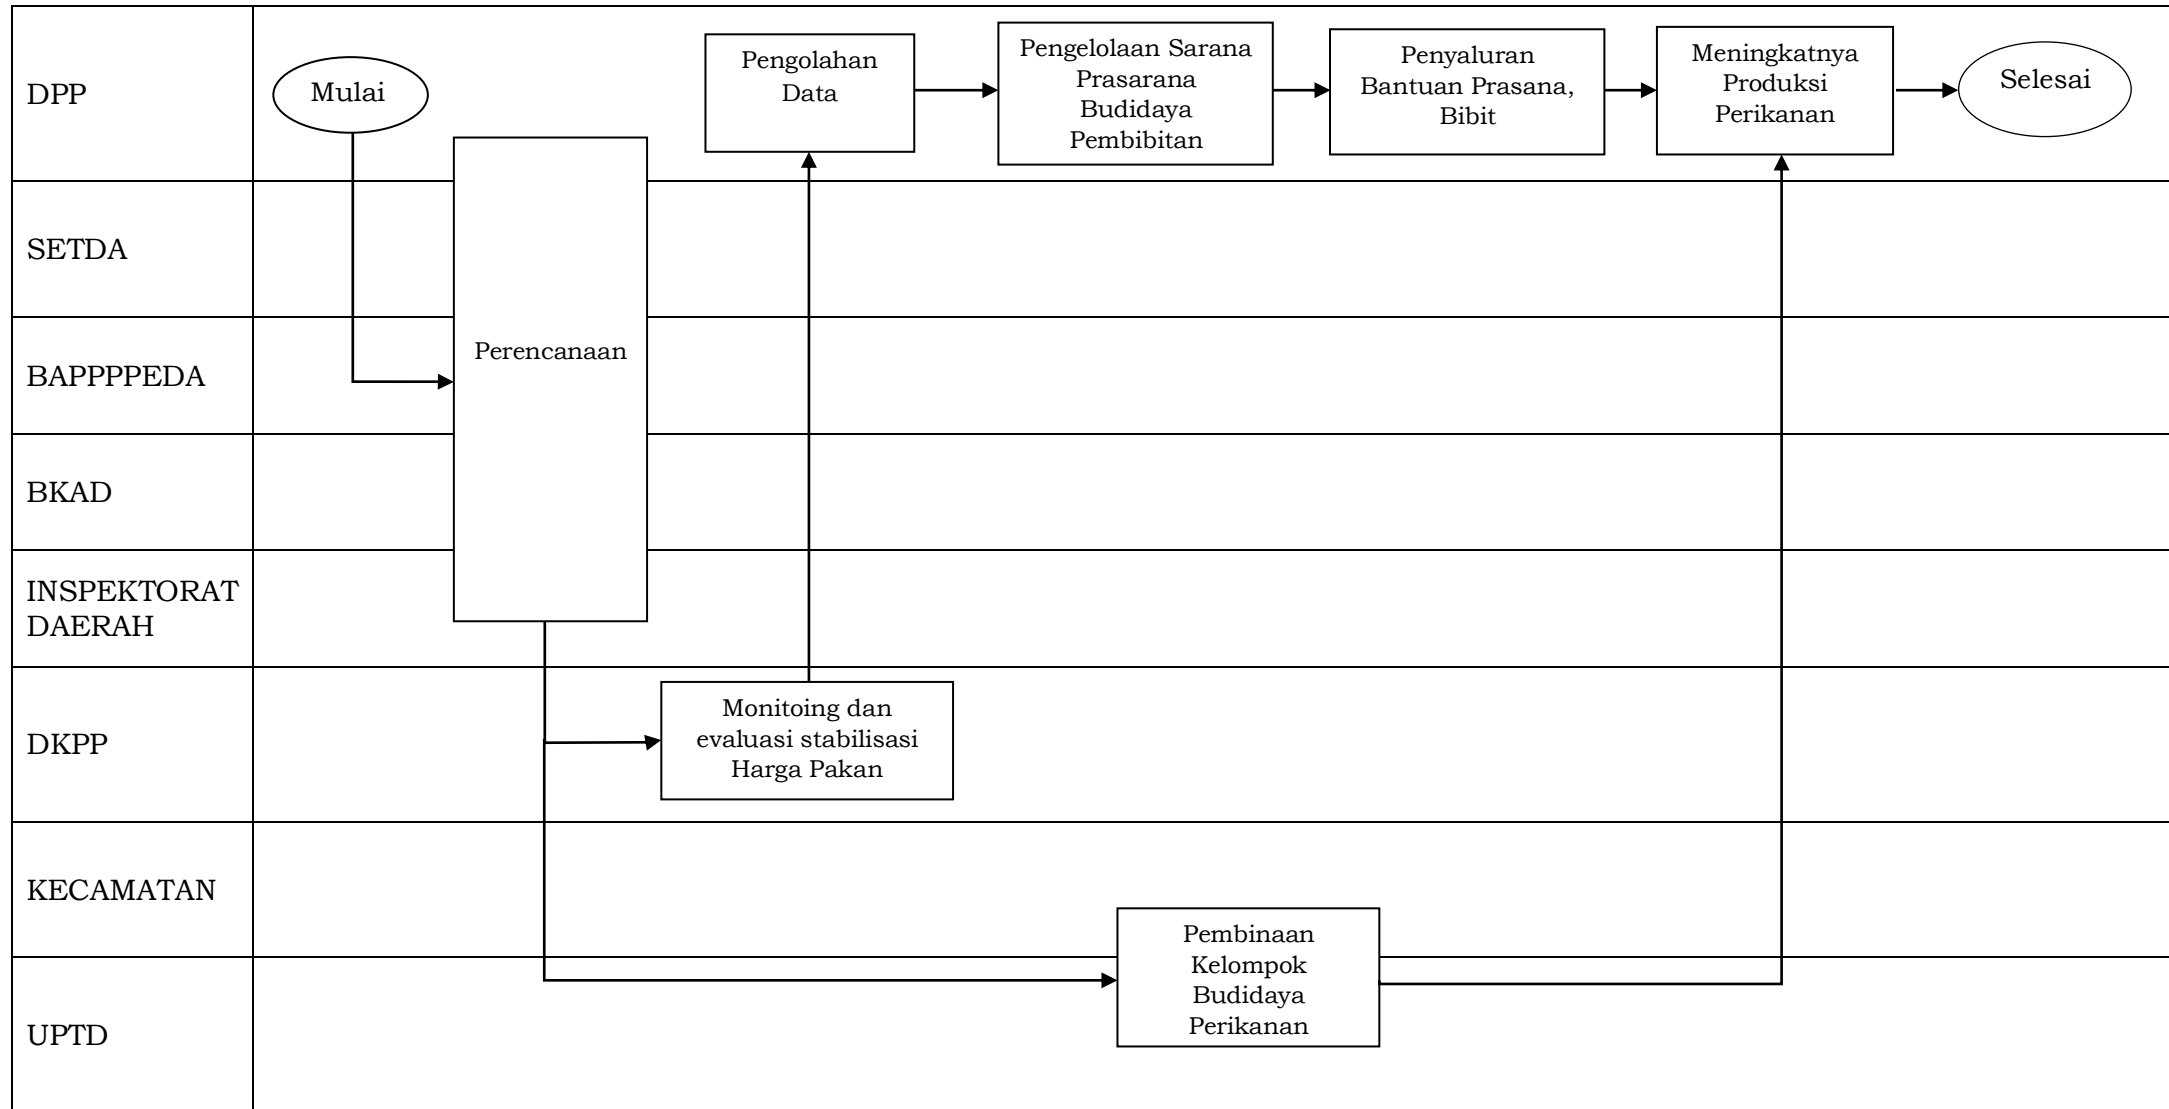 DPP
Mulai
Pengolahan
Data
Pengelolaan Sarana
Prasarana
Budidaya
Pembibitan
Penyaluran
Bantuan Prasana,
Bibit
Meningkatnya
Produksi
Perikanan
Selesai
SETDA
BAPPPPEDA
Perencanaan
BKAD
INSPEKTORAT
DAERAH
DKPP
Monitoing dan
evaluasi stabilisasi
Harga Pakan
KECAMATAN
Pembinaan
Kelompok
Budidaya
Perikanan
UPTD